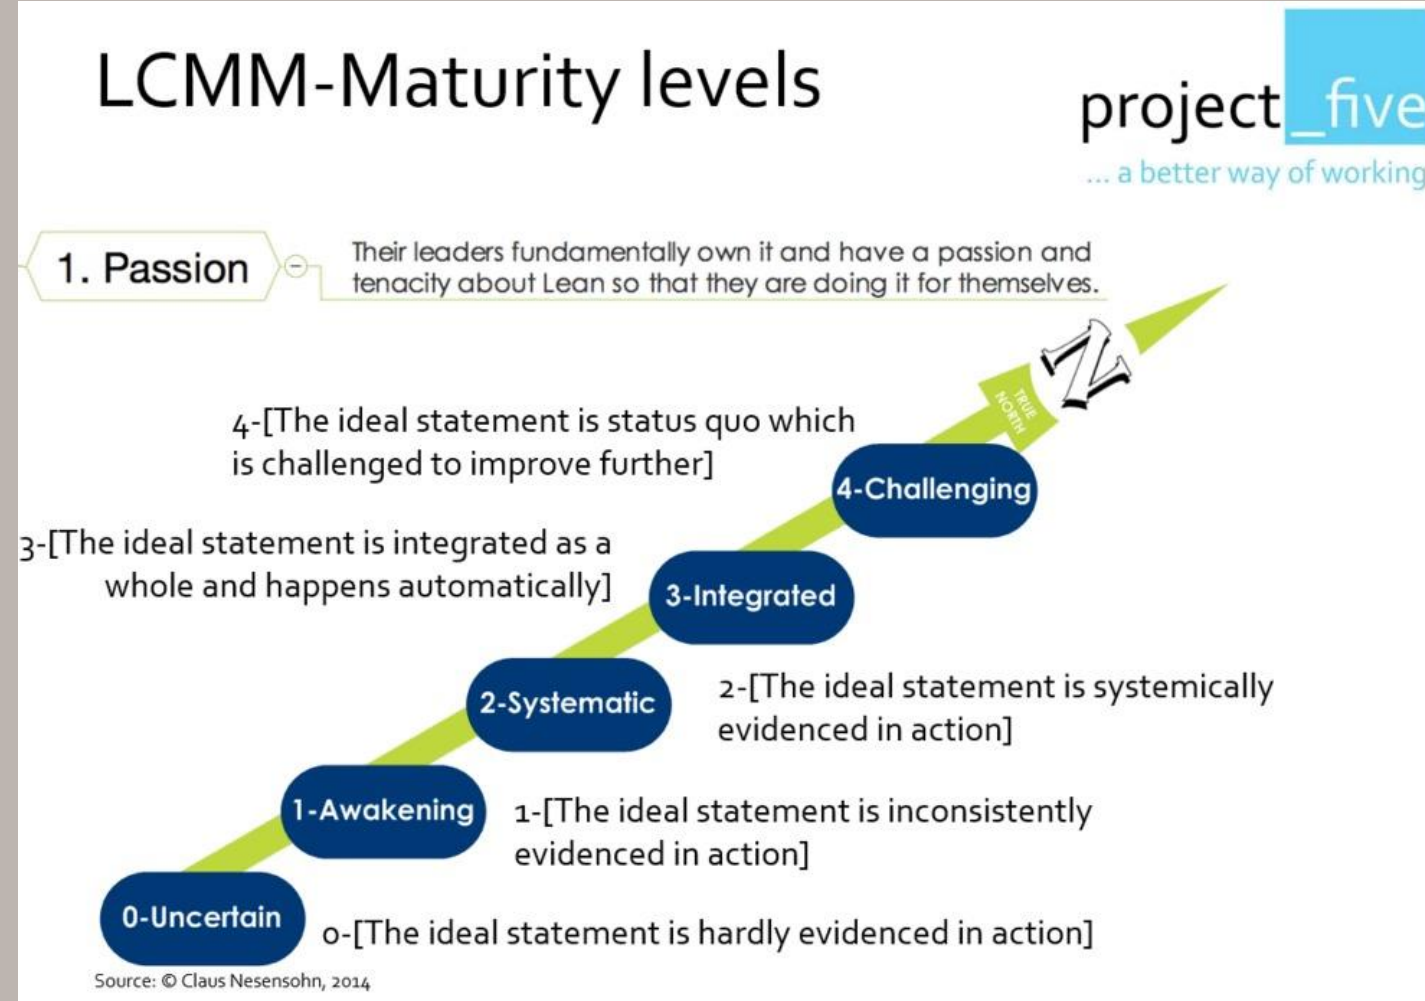 LCMM-Maturity levels
project_five
... a better way of working
1. Passion
Their leaders fundamentally own it and have a passion and
tenacity about Lean so that they are doing it for themselves.
N
TRUE
NORTH
4-[The ideal statement is status quo which
is challenged to improve further]
4-Challenging
3-[The ideal statement is integrated as a
whole and happens automatically]
3-Integrated
2-Systematic
2-[The ideal statement is systemically
evidenced in action]
1-Awakening
1-[The ideal statement is inconsistently
evidenced in action]
0-Uncertain
0-[The ideal statement is hardly evidenced in action]
Source: © Claus Nesensohn, 2014